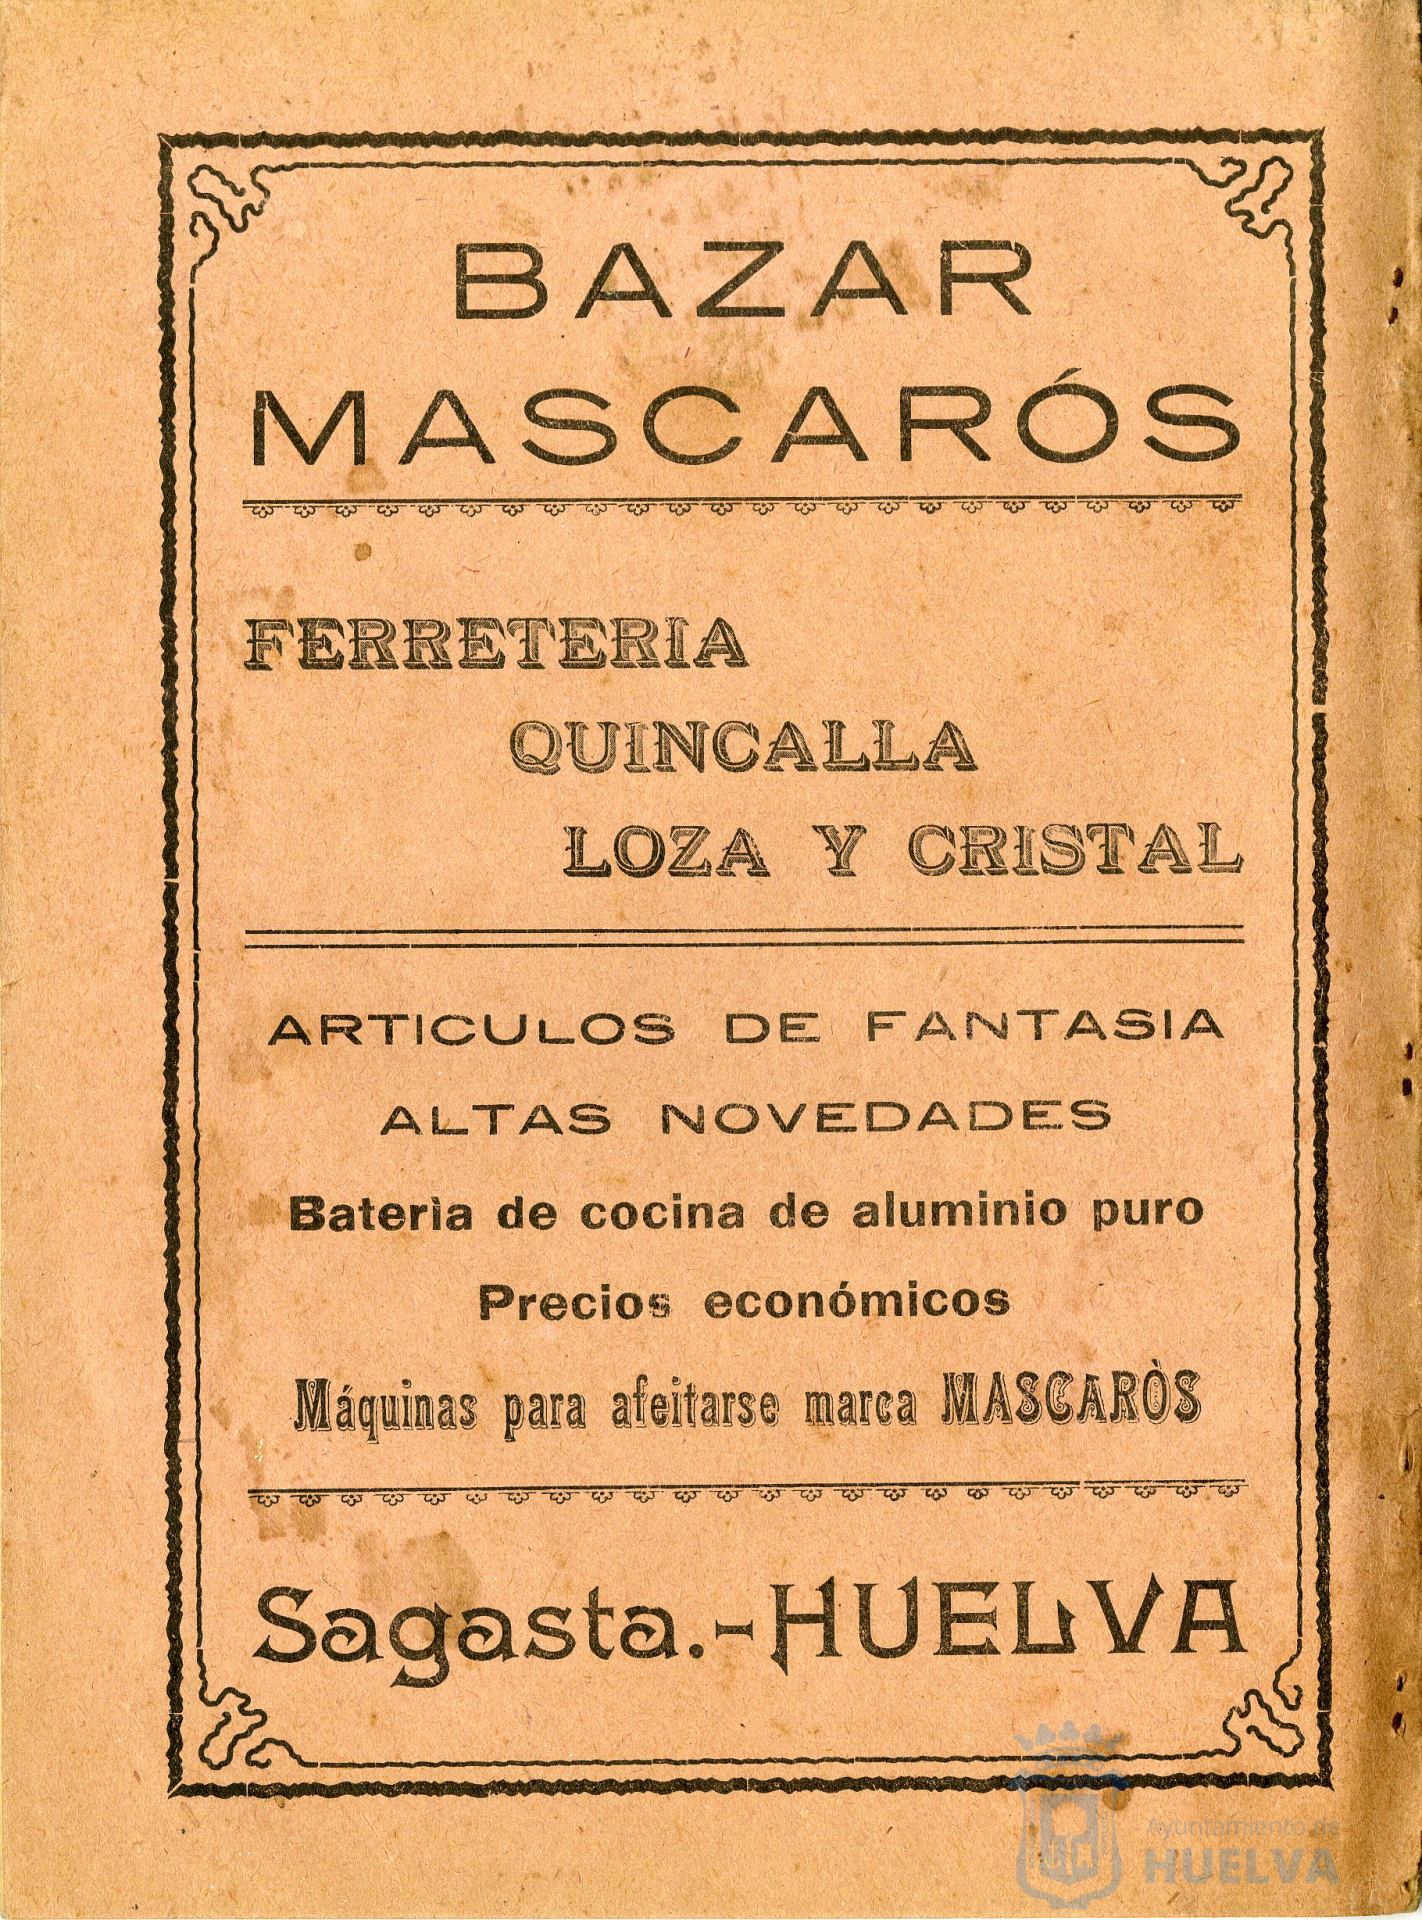 BAZAR
MASCARÓS
FERRETERIA
QUINCALLA
LOZA Y CRISTAL
ARTICULOS DE FANTASIA
ALTAS NOVEDADES
Baterìa de cocina de aluminio puro
Precios económicos
Máquinas para afeitarse marca MASCARÒS
Sagasta.-HUELVA
Ayuntamiento de
HUELVA